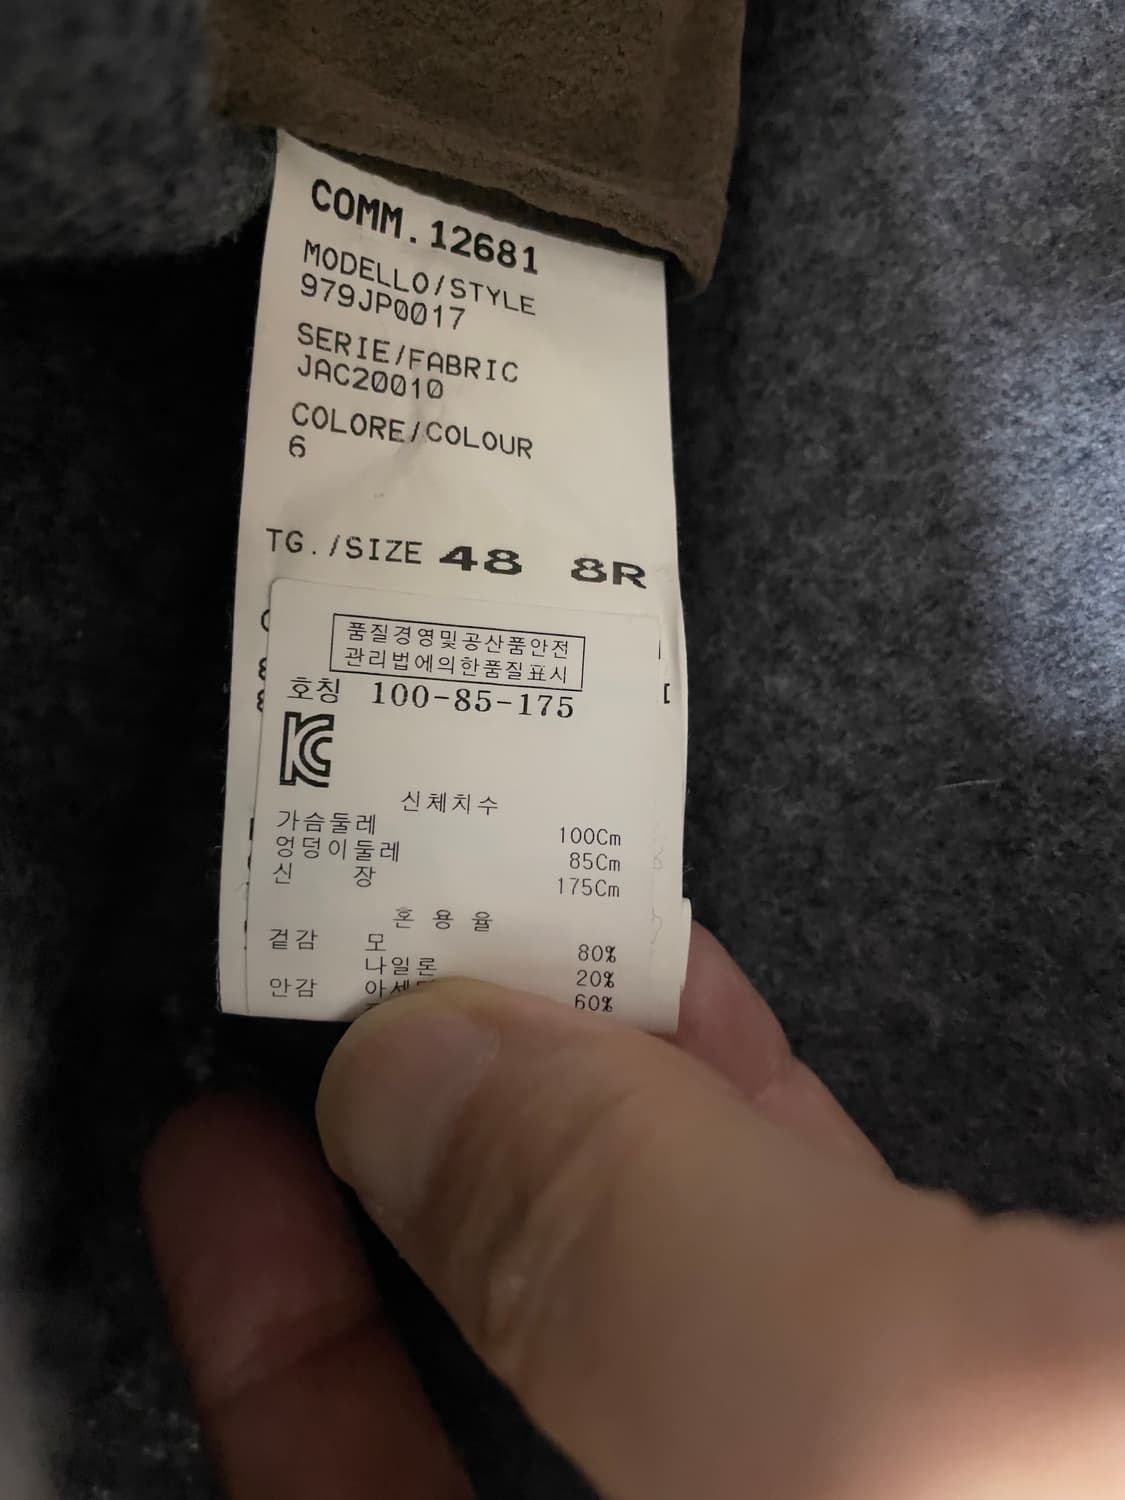 COMM.12681
MODELLO/STYLE
979JP0017
SERIE/FABRIC
JAC20010
COLORE/COLOUR
6
TG./SIZE 48 8R
품질경영및공산품안전
관리법에의한품질표시
호칭 100-85-175
신체치수
가슴둘레 100Cm
엉덩이둘레 85Cm
신 장 175Cm
혼 용 율
겉감 모 80%
나일론 20%
안감 60%